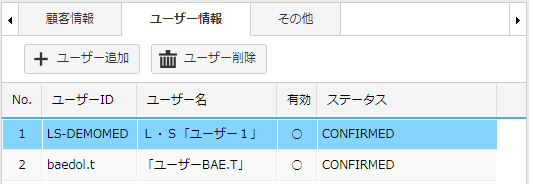 顧客情報 ユーザー情報 その他
ユーザー追加 ユーザー削除
No. ユーザーID ユーザー名 有効 ステータス
1 LS-DEMOMED Ｌ・Ｓ「ユーザー１」 ○ CONFIRMED
2 baedol.t 「ユーザーBAE.T」 ○ CONFIRMED